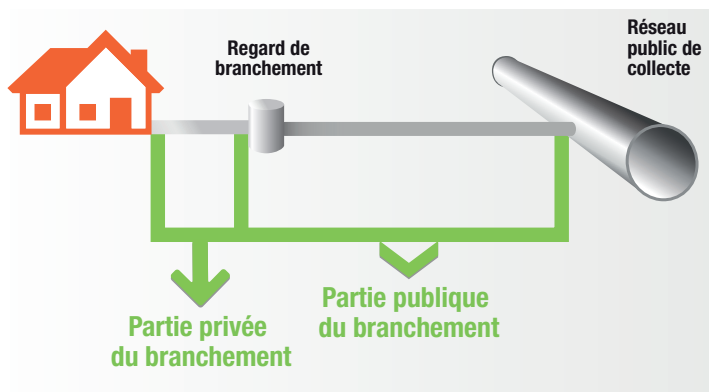 Regard de
branchement
Réseau
public de
collecte
Partie privée
du branchement
Partie publique
du branchement